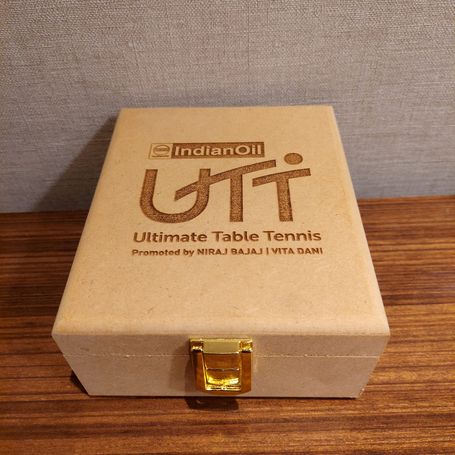 IndianOil
UTT
Ultimate Table Tennis
Promoted by NIRAJ BAJAJ | VITA DANI